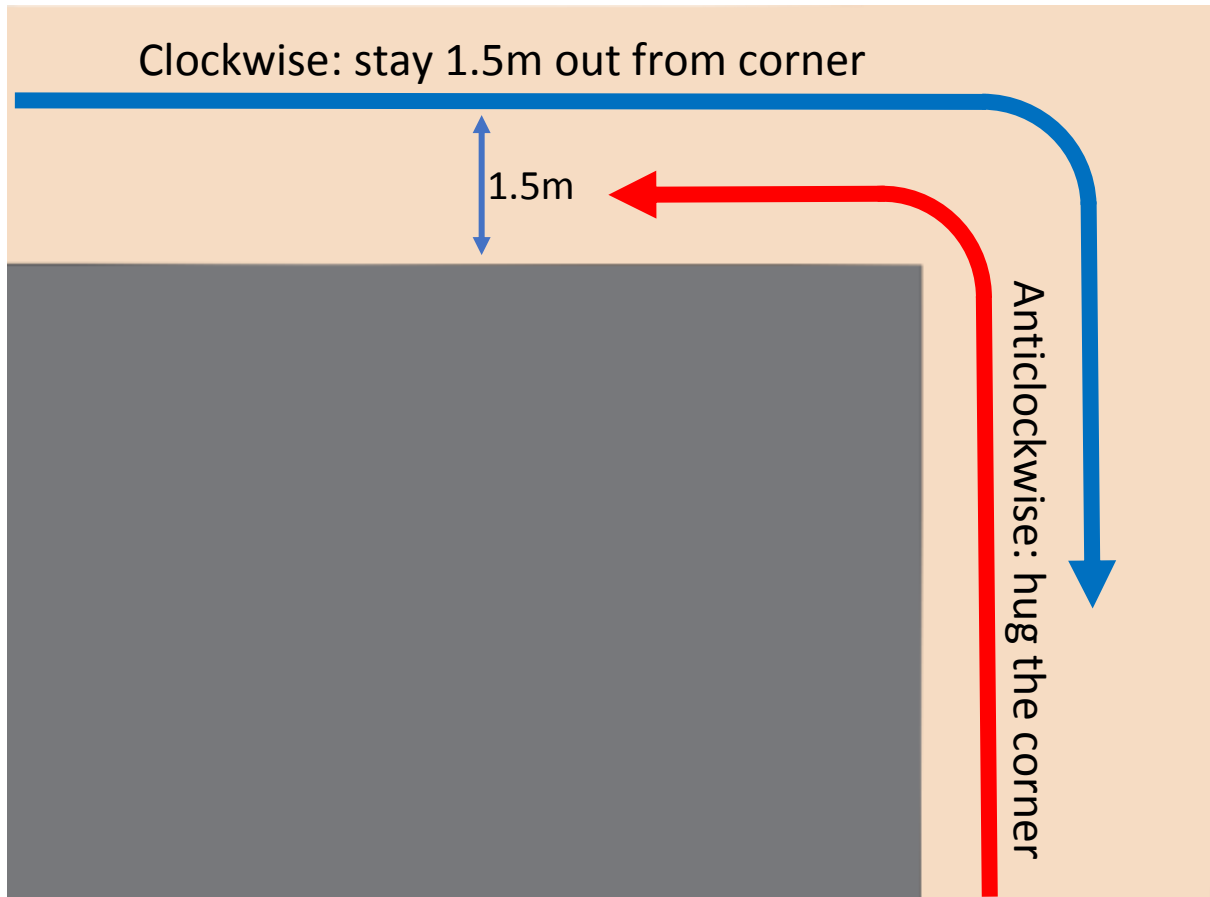 Clockwise: stay 1.5m out from corner
1.5m
Anticlockwise: hug the corner